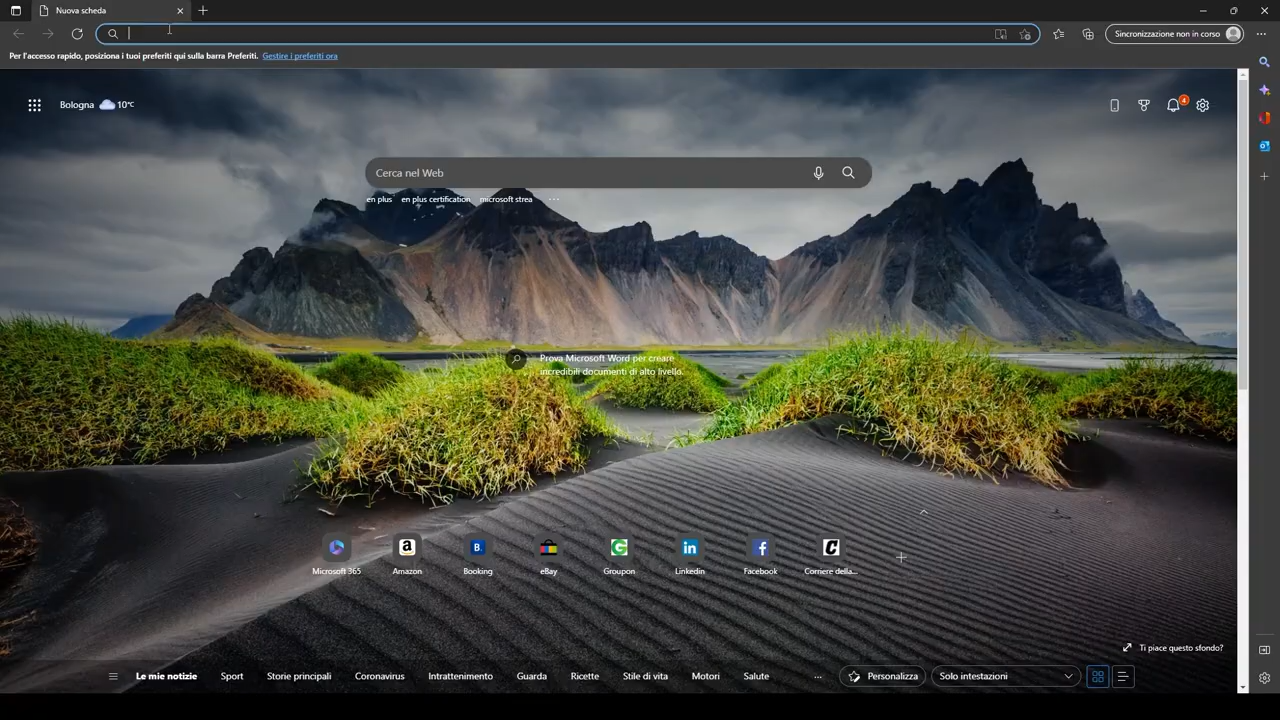 Nuova scheda
Sincronizzazione non in corso
Per l'accesso rapido, posiziona i tuoi preferiti qui sulla barra Preferiti. Gestire i preferiti ora
Bologna 10°C
4
Cerca nel Web
en plus en plus certification microsoft strea ...
Prova Microsoft Word per creare
incredibili documenti di alto livello.
Microsoft 365 Amazon Booking eBay Groupon Linkedin Facebook Corriere della...
Ti piace questo sfondo?
Le mie notizie Sport Storie principali Coronavirus Intrattenimento Guarda Ricette Stile di vita Motori Salute ... Personalizza Solo intestazioni